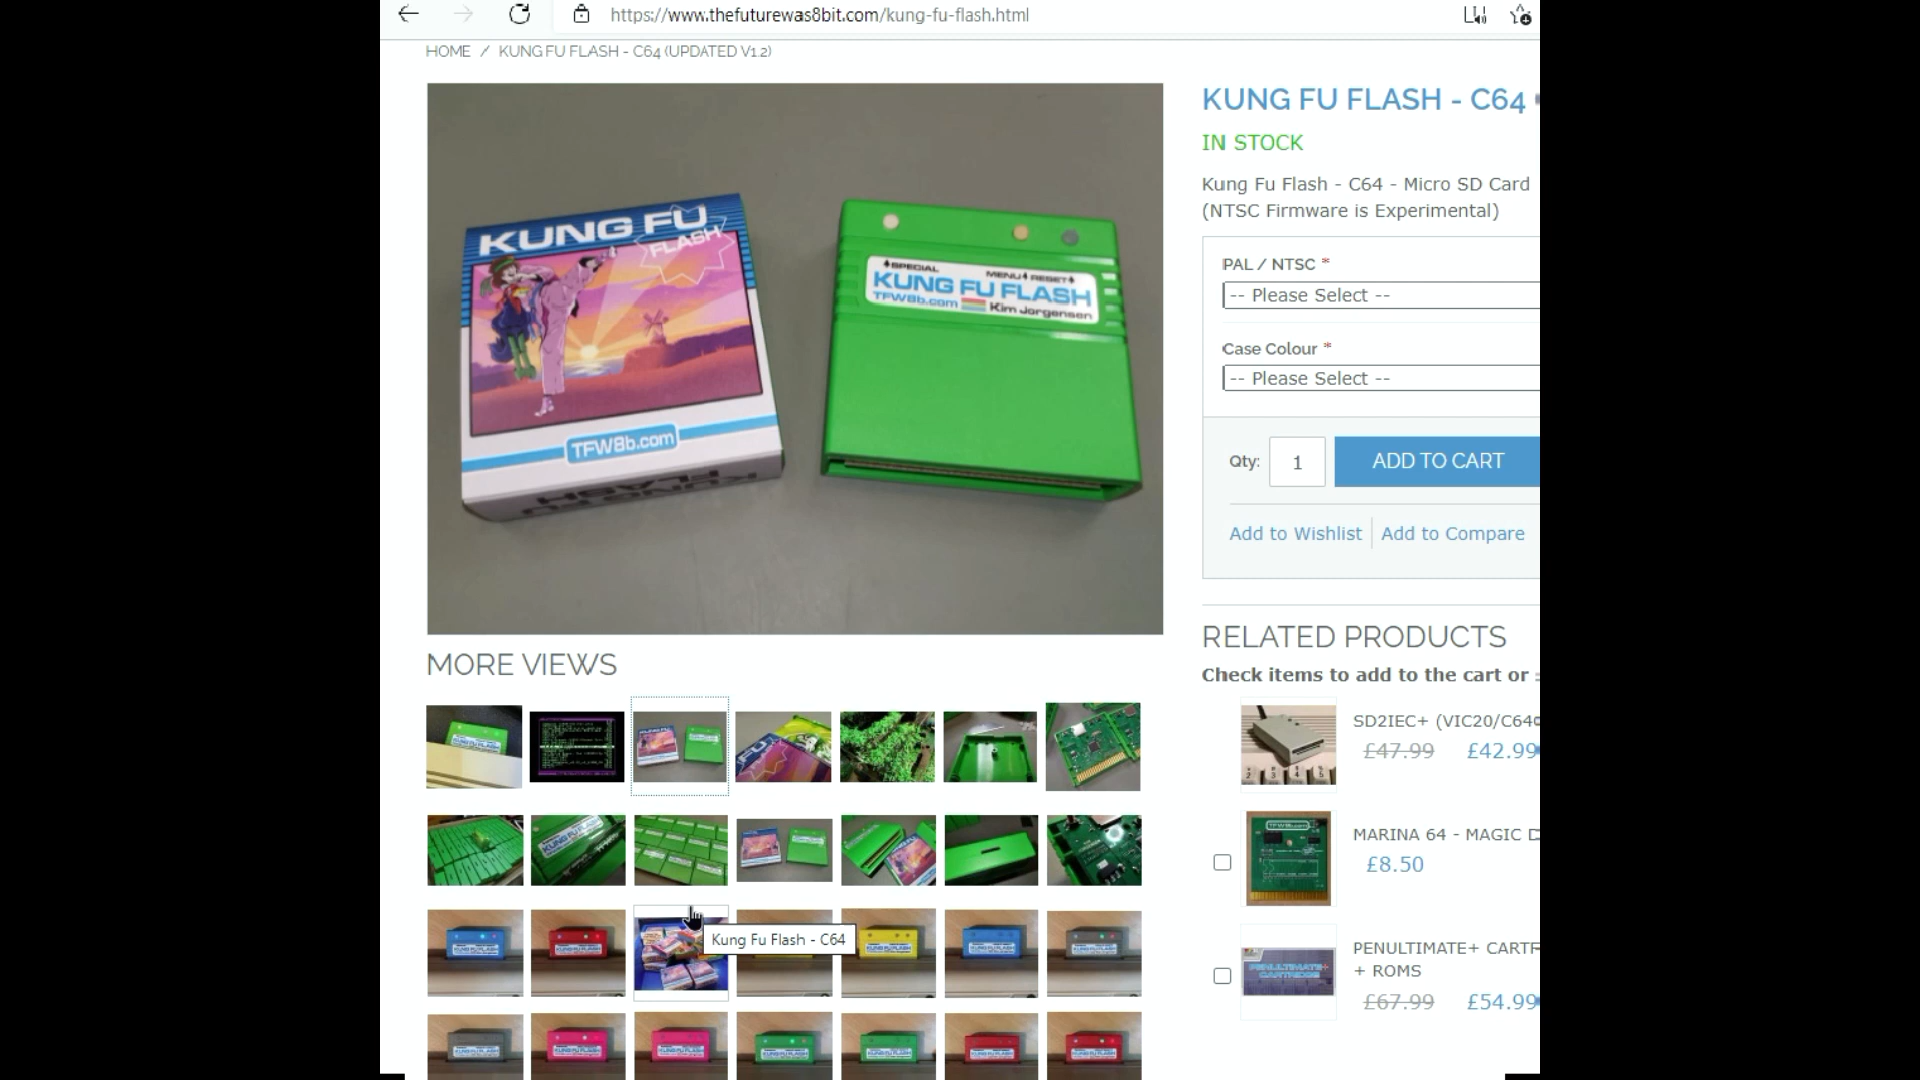 https://www.thefuturewas8bit.com/kung-fu-flash.html
HOME / KUNG FU FLASH - C64 (UPDATED V1.2)
KUNG FU
FLASH
TFW8b.com
KUNG FU
FLASH
SPECIAL
MENU RESET
KUNG FU FLASH
TFW8b.com
Kim Jorgensen
KUNG FU FLASH - C64
IN STOCK
Kung Fu Flash - C64 - Micro SD Card
(NTSC Firmware is Experimental)
PAL / NTSC *
-- Please Select --
Case Colour *
-- Please Select --
Qty: 1 ADD TO CART
Add to Wishlist Add to Compare
MORE VIEWS
Kung Fu Flash - C64
RELATED PRODUCTS
Check items to add to the cart or
SD2IEC+ (VIC20/C64
£47.99 £42.99
MARINA 64 - MAGIC D
£8.50
PENULTIMATE+ CARTR
+ ROMS
£67.99 £54.99